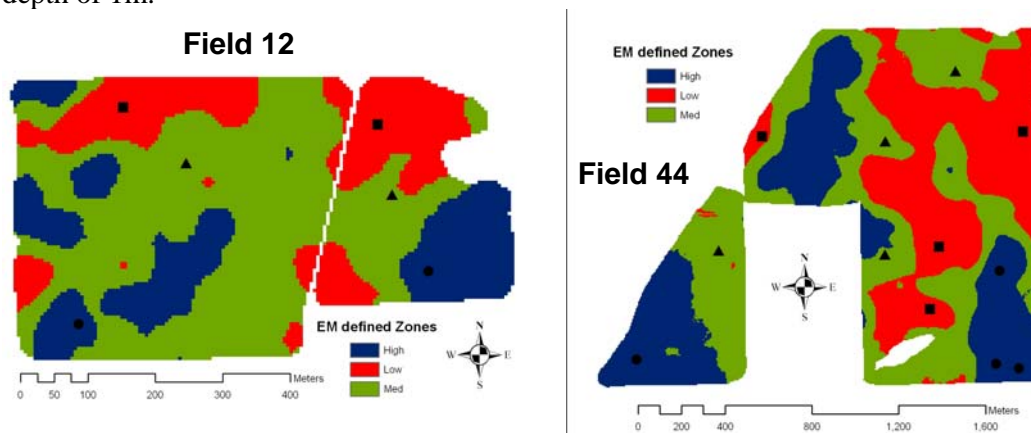 depth of 1m.
Field 12
EM defined Zones
High
Low
Med
N
W E
S
Meters
0 50 100 200 300 400
EM defined Zones
High
Low
Med
Field 44
N
W E
S
Meters
0 200 400 800 1,200 1,600